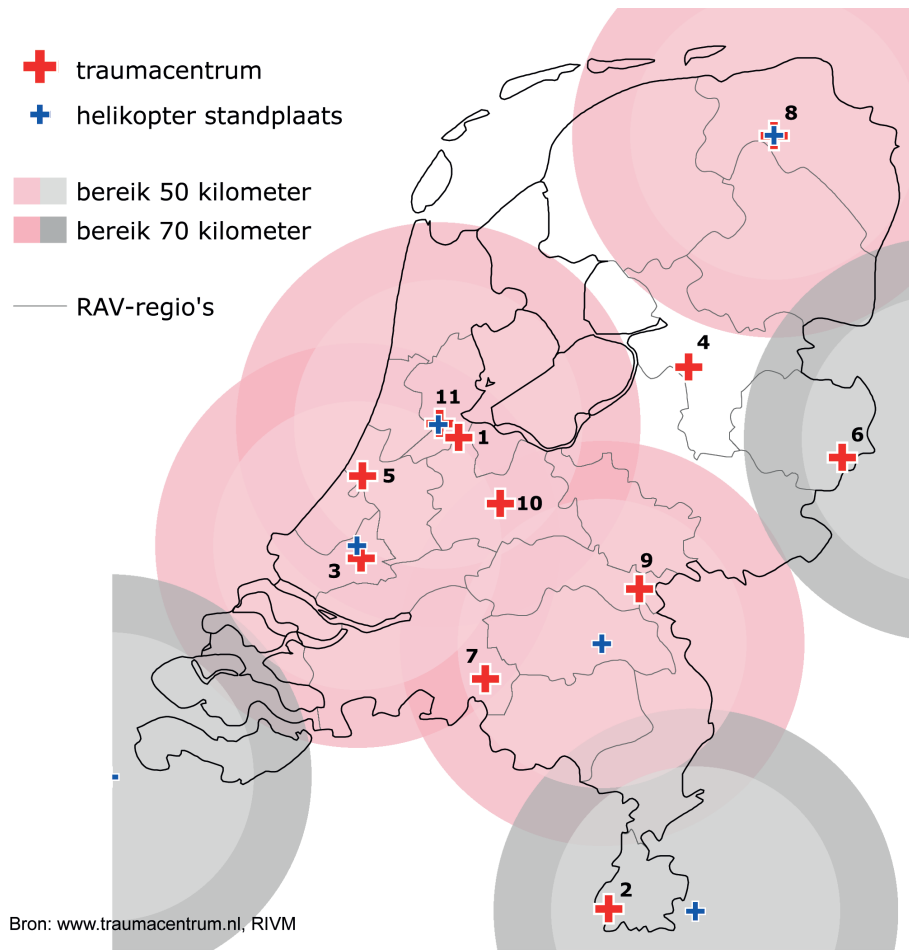 traumacentrum
helikopter standplaats
bereik 50 kilometer
bereik 70 kilometer
RAV-regio's
8
4
11
1
6
5
10
3
9
7
2
Bron: www.traumacentrum.nl, RIVM